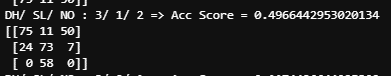 DH/ SL/ NO : 3/ 1/ 2 => Acc Score = 0.4966442953020134
[[75 11 50]
 [24 73  7]
 [ 0 58  0]]